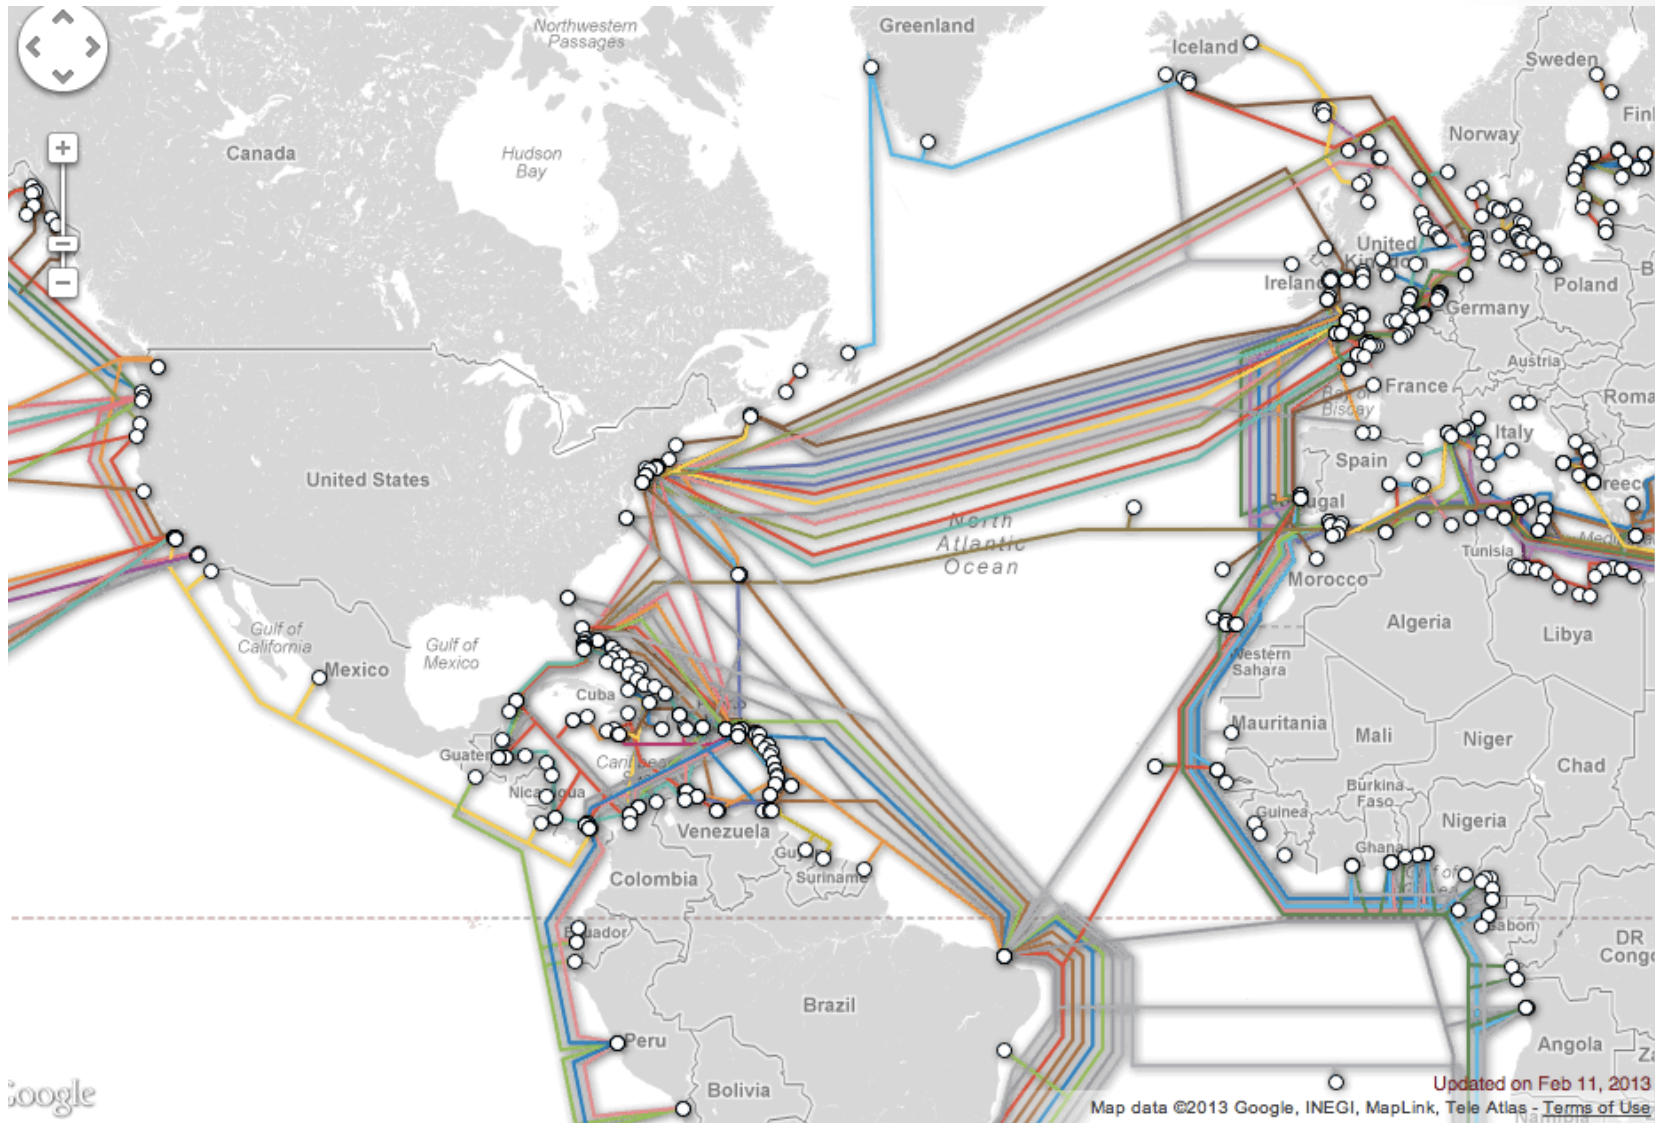 Greenland
Northwestern
Passages
Iceland
Sweden
Norway
Canada
Hudson
Bay
United
Ireland
Poland
Germany
Austria
France
Bay of
Biscay
Italy
Spain
United States
North
Atlantic
Ocean
Tunisia
Morocco
Gulf of
California
Gulf of
Mexico
Algeria
Libya
Western
Sahara
Mexico
Cuba
Mauritania
Mali
Niger
Chad
Burkina
Faso
Guinea
Nigeria
Ghana
Venezuela
Suriname
Colombia
DR
Brazil
Peru
Angola
Bolivia
Updated on Feb 11, 2013
Map data ©2013 Google, INEGI, MapLink, Tele Atlas - Terms of Use